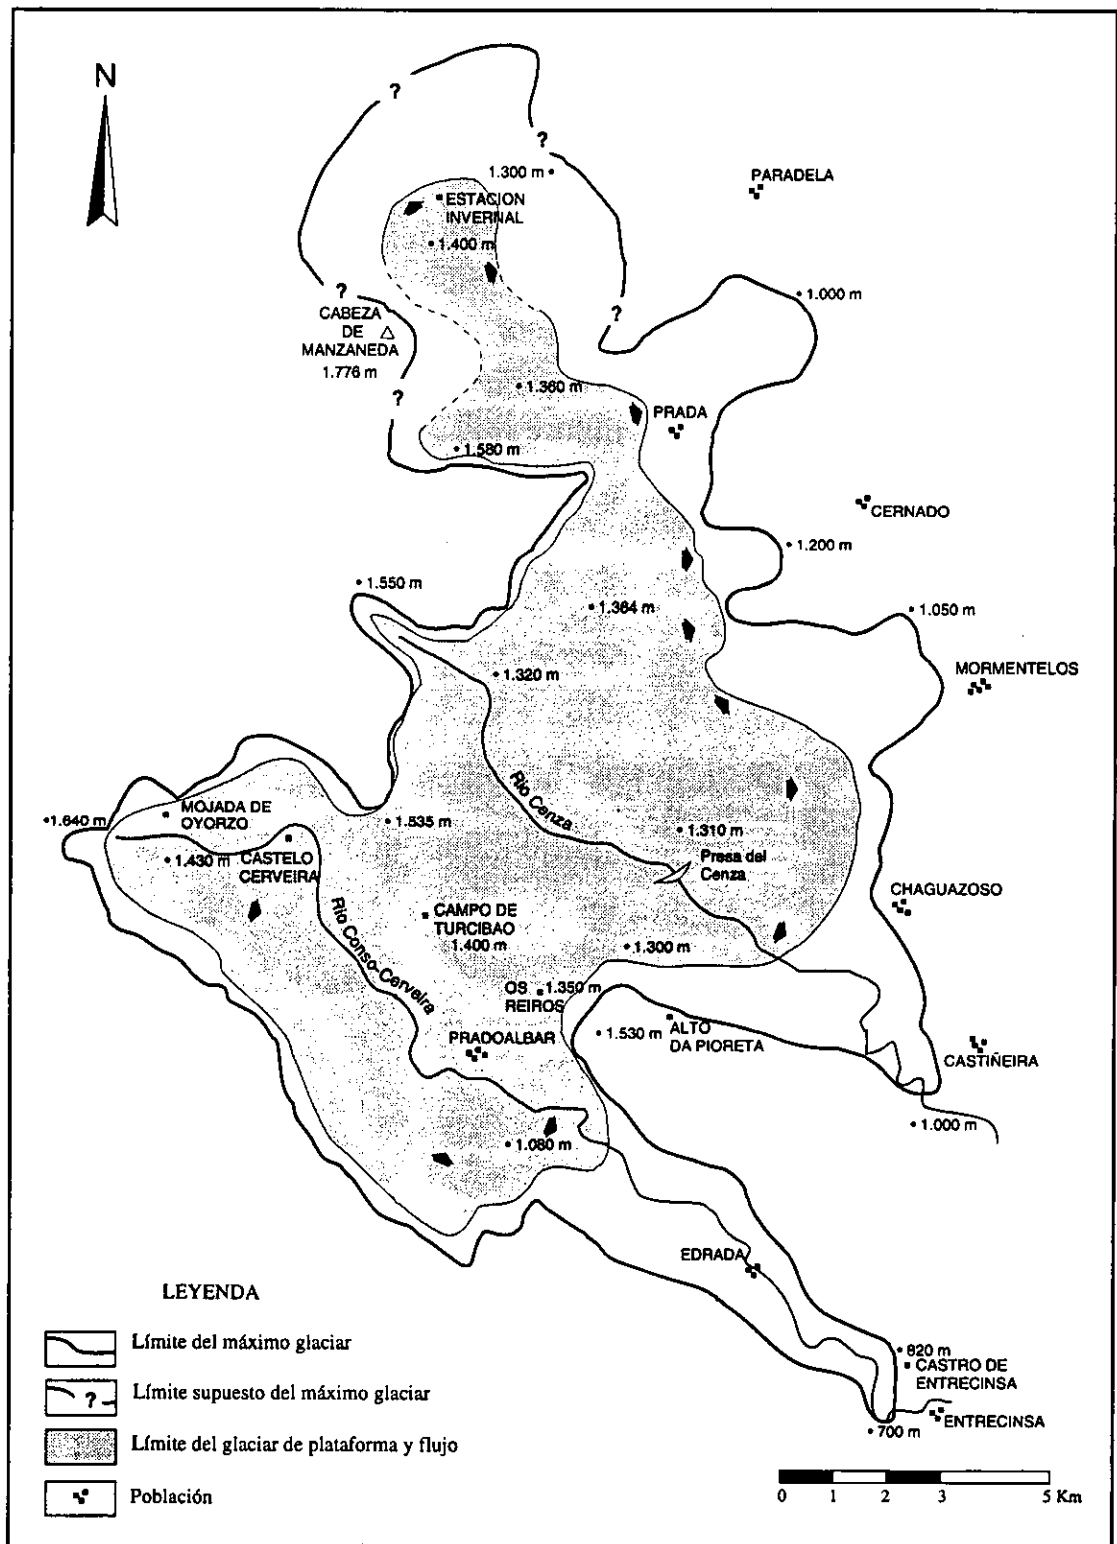 N
?
?
1.300 m
PARADELA
ESTACION
INVERNAL
1.400 m
?
1.000 m
?
CABEZA
DE
MANZANEDA
1.776 m
?
1.360 m
PRADA
1.580 m
CERNADO
1.200 m
1.550 m
1.364 m
1.050 m
1.320 m
MORMENTELOS
Rio Cenza
MOJADA DE
OYORZO
1.640 m
1.535 m
1.310 m
1.430 m
CASTELO
CERVEIRA
Presa del
Cenza
CHAGUAZOSO
Rio Conso-Cerveira
CAMPO DE
TURCIBAO
1.400 m
1.300 m
OS
REIROS
1.350 m
1.530 m
ALTO
DA PIORETA
PRADOALBAR
CASTIÑEIRA
1.000 m
1.080 m
EDRADA
820 m
CASTRO DE
ENTRECINSA
ENTRECINSA
700 m
LEYENDA
Límite del máximo glaciar
? Límite supuesto del máximo glaciar
Límite del glaciar de plataforma y flujo
Población
0 1 2 3 5 Km